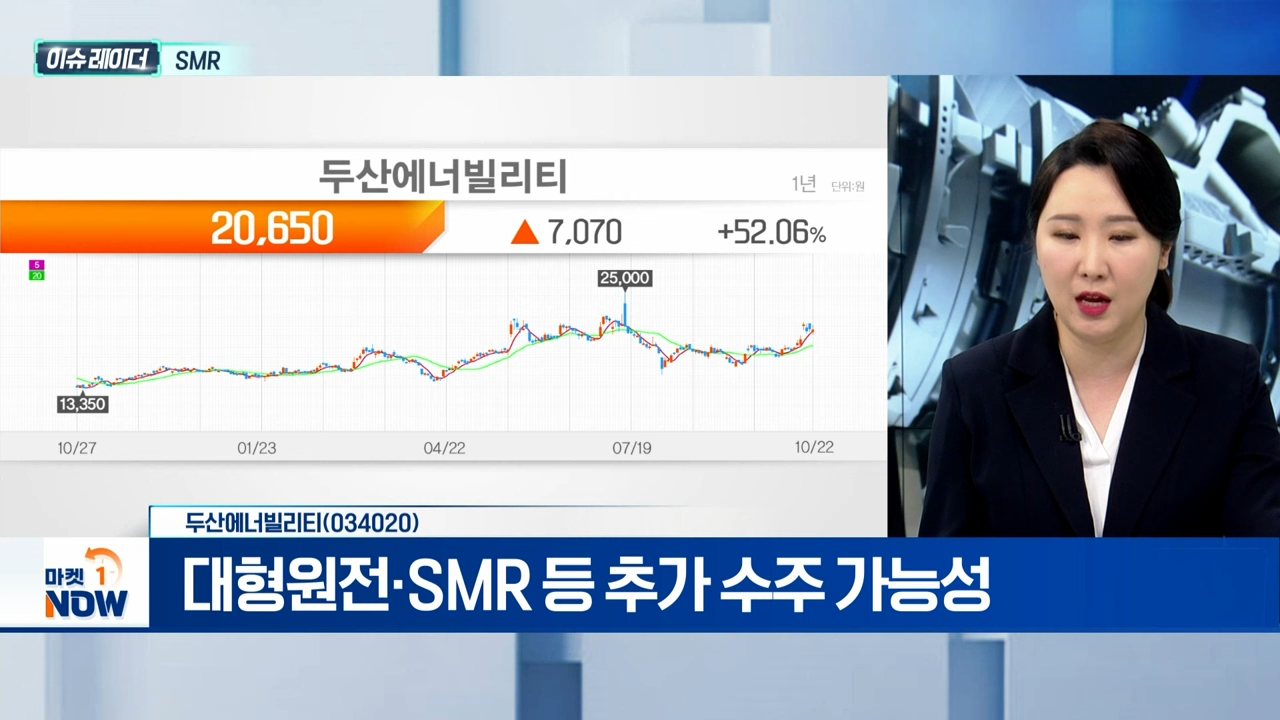 이슈레이더 SMR
두산에너빌리티 1년 단위:원
20,650 ▲ 7,070 +52.06%
5
20
25,000
13,350
10/27 01/23 04/22 07/19 10/22
두산에너빌리티(034020)
마켓 1
NOW
대형원전·SMR 등 추가 수주 가능성